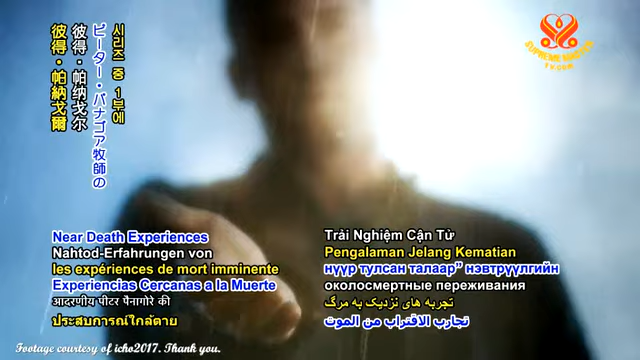 시리즈 중 1부에
ピーター・パナゴア牧師の
彼得・帕纳戈尔
彼得・帕納戈爾
SUPREME MASTER
TV.COM
Near Death Experiences
Nahtod-Erfahrungen von
les expériences de mort imminente
Experiencias Cercanas a la Muerte
आदरणीय पीटर पैनागोरे की
ประสบการณ์ใกล้ตาย
Trải Nghiệm Cận Tử
Pengalaman Jelang Kematian
нүүр тулсан талаар” нэвтрүүлгийн
околосмертные переживания
تجربه های نزدیک به مرگ
تجارب الاقتراب من الموت
Footage courtesy of icho2017. Thank you.